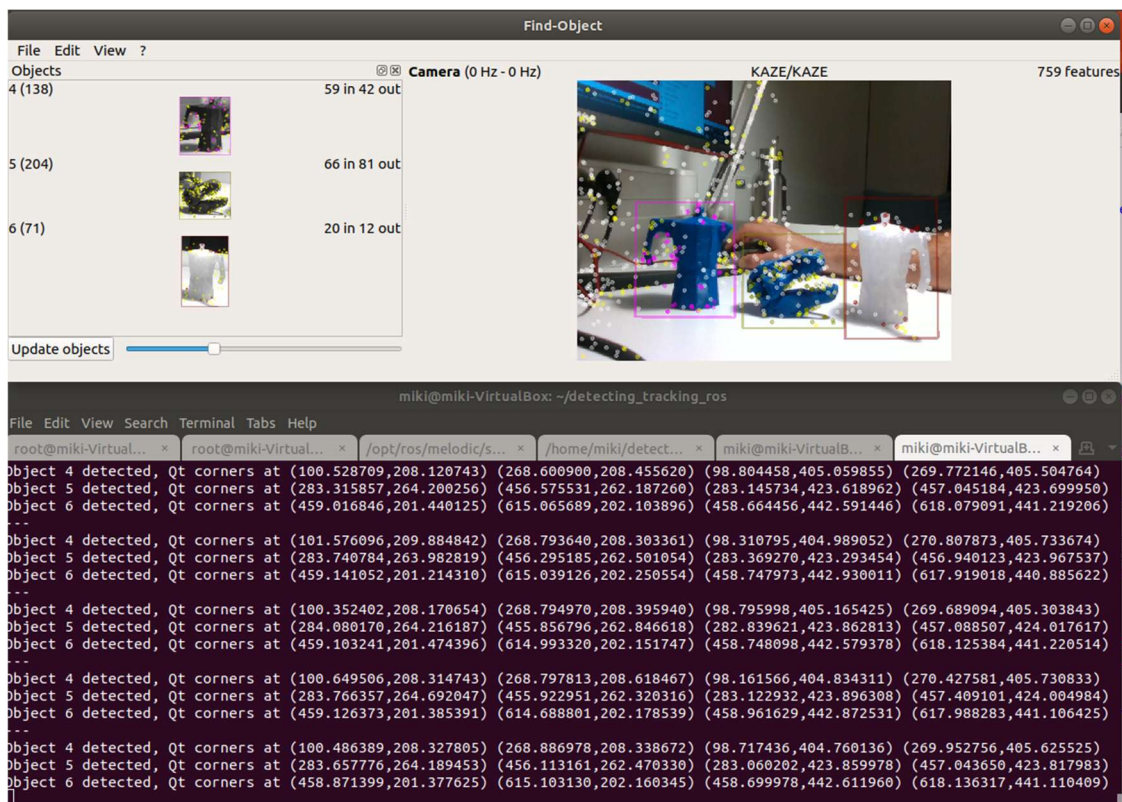 Find-Object
File Edit View ?
Objects
Camera (0 Hz - 0 Hz) KAZE/KAZE 759 features
4 (138) 59 in 42 out
5 (204) 66 in 81 out
6 (71) 20 in 12 out
Update objects
miki@miki-VirtualBox: ~/detecting_tracking_ros
File Edit View Search Terminal Tabs Help
root@miki-Virtual... × root@miki-Virtual... × /opt/ros/melodic/s... × /home/miki/detect... × miki@miki-VirtualB... × miki@miki-VirtualB... ×
Object 4 detected, Qt corners at (100.528709,208.120743) (268.600900,208.455620) (98.804458,405.059855) (269.772146,405.504764)
Object 5 detected, Qt corners at (283.315857,264.200256) (456.575531,262.187260) (283.145734,423.618962) (457.045184,423.699950)
Object 6 detected, Qt corners at (459.016846,201.440125) (615.065689,202.103896) (458.664456,442.591446) (618.079091,441.219206)
---
Object 4 detected, Qt corners at (101.576096,209.884842) (268.793640,208.303361) (98.310795,404.989052) (270.807873,405.733674)
Object 5 detected, Qt corners at (283.740784,263.982819) (456.295185,262.501054) (283.369270,423.293454) (456.940123,423.967537)
Object 6 detected, Qt corners at (459.141052,201.214310) (615.039126,202.250554) (458.747973,442.930011) (617.919018,440.885622)
---
Object 4 detected, Qt corners at (100.352402,208.170654) (268.794970,208.395940) (98.795998,405.165425) (269.689094,405.303843)
Object 5 detected, Qt corners at (284.080170,264.216187) (455.856796,262.846618) (282.839621,423.862813) (457.088507,424.017617)
Object 6 detected, Qt corners at (459.103241,201.474396) (614.993320,202.151747) (458.748098,442.579378) (618.125384,441.220514)
---
Object 4 detected, Qt corners at (100.649506,208.314743) (268.797813,208.618467) (98.161566,404.834311) (270.427581,405.730833)
Object 5 detected, Qt corners at (283.766357,264.692047) (455.922951,262.320316) (283.122932,423.896308) (457.409101,424.004984)
Object 6 detected, Qt corners at (459.126373,201.385391) (614.688801,202.178539) (458.961629,442.872531) (617.988283,441.106425)
---
Object 4 detected, Qt corners at (100.486389,208.327805) (268.886978,208.338672) (98.717436,404.760136) (269.952756,405.625525)
Object 5 detected, Qt corners at (283.657776,264.189453) (456.113161,262.470330) (283.060202,423.859978) (457.043650,423.817983)
Object 6 detected, Qt corners at (458.871399,201.377625) (615.103130,202.160345) (458.699978,442.611960) (618.136317,441.110409)